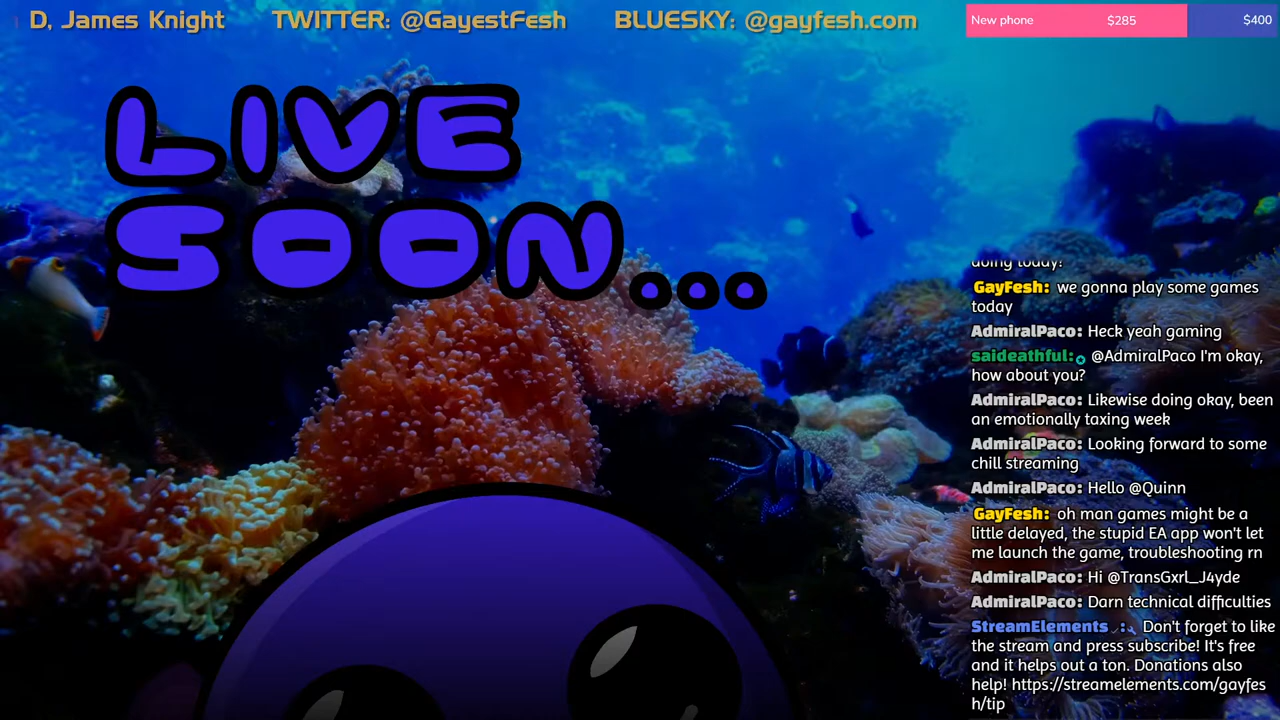 D, James Knight TWITTER: @GayestFesh BLUESKY: @gayfesh.com
New phone $285 $400
LIVE
SOON...
doing today?
GayFesh: we gonna play some games
today
AdmiralPaco: Heck yeah gaming
saideathful: @AdmiralPaco I'm okay,
how about you?
AdmiralPaco: Likewise doing okay, been
an emotionally taxing week
AdmiralPaco: Looking forward to some
chill streaming
AdmiralPaco: Hello @Quinn
GayFesh: oh man games might be a
little delayed, the stupid EA app won't let
me launch the game, troubleshooting rn
AdmiralPaco: Hi @TransGxrl_J4yde
AdmiralPaco: Darn technical difficulties
StreamElements : Don't forget to like
the stream and press subscribe! It's free
and it helps out a ton. Donations also
help! https://streamelements.com/gayfes
h/tip